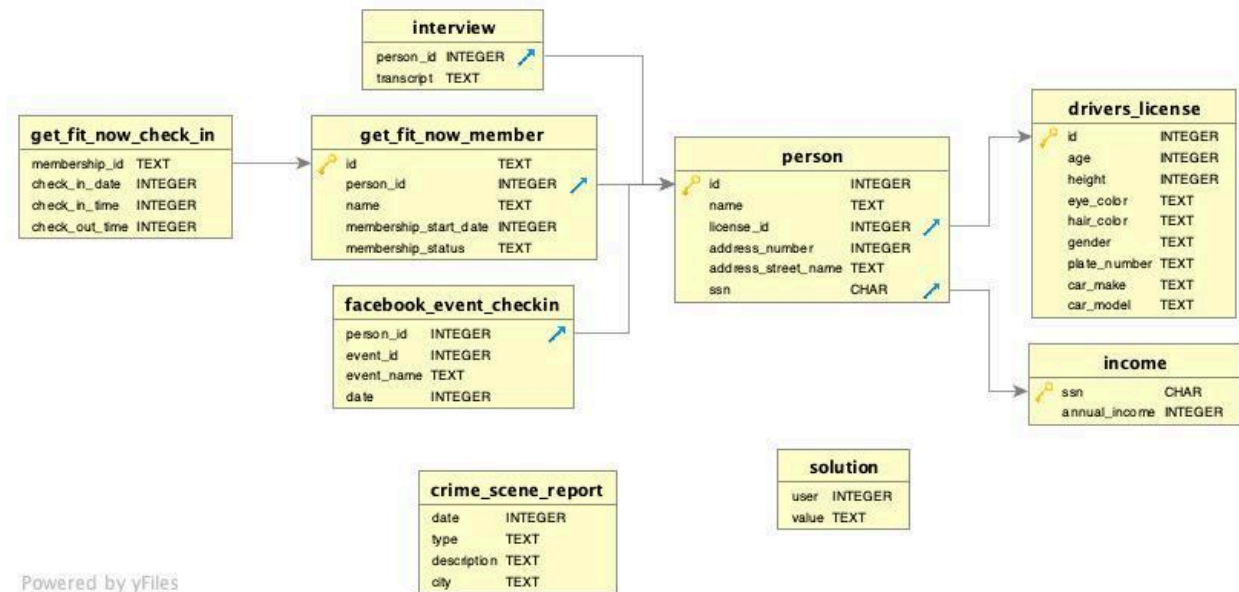 interview
person_id INTEGER
transcript TEXT
get_fit_now_check_in
membership_id TEXT
check_in_date INTEGER
check_in_time INTEGER
check_out_time INTEGER
get_fit_now_member
id TEXT
person_id INTEGER
name TEXT
membership_start_date INTEGER
membership_status TEXT
facebook_event_checkin
person_id INTEGER
event_id INTEGER
event_name TEXT
date INTEGER
person
id INTEGER
name TEXT
license_id INTEGER
address_number INTEGER
address_street_name TEXT
ssn CHAR
drivers_license
id INTEGER
age INTEGER
height INTEGER
eye_color TEXT
hair_color TEXT
gender TEXT
plate_number TEXT
car_make TEXT
car_model TEXT
income
ssn CHAR
annual_income INTEGER
solution
user INTEGER
value TEXT
crime_scene_report
date INTEGER
type TEXT
description TEXT
city TEXT
Powered by yFiles